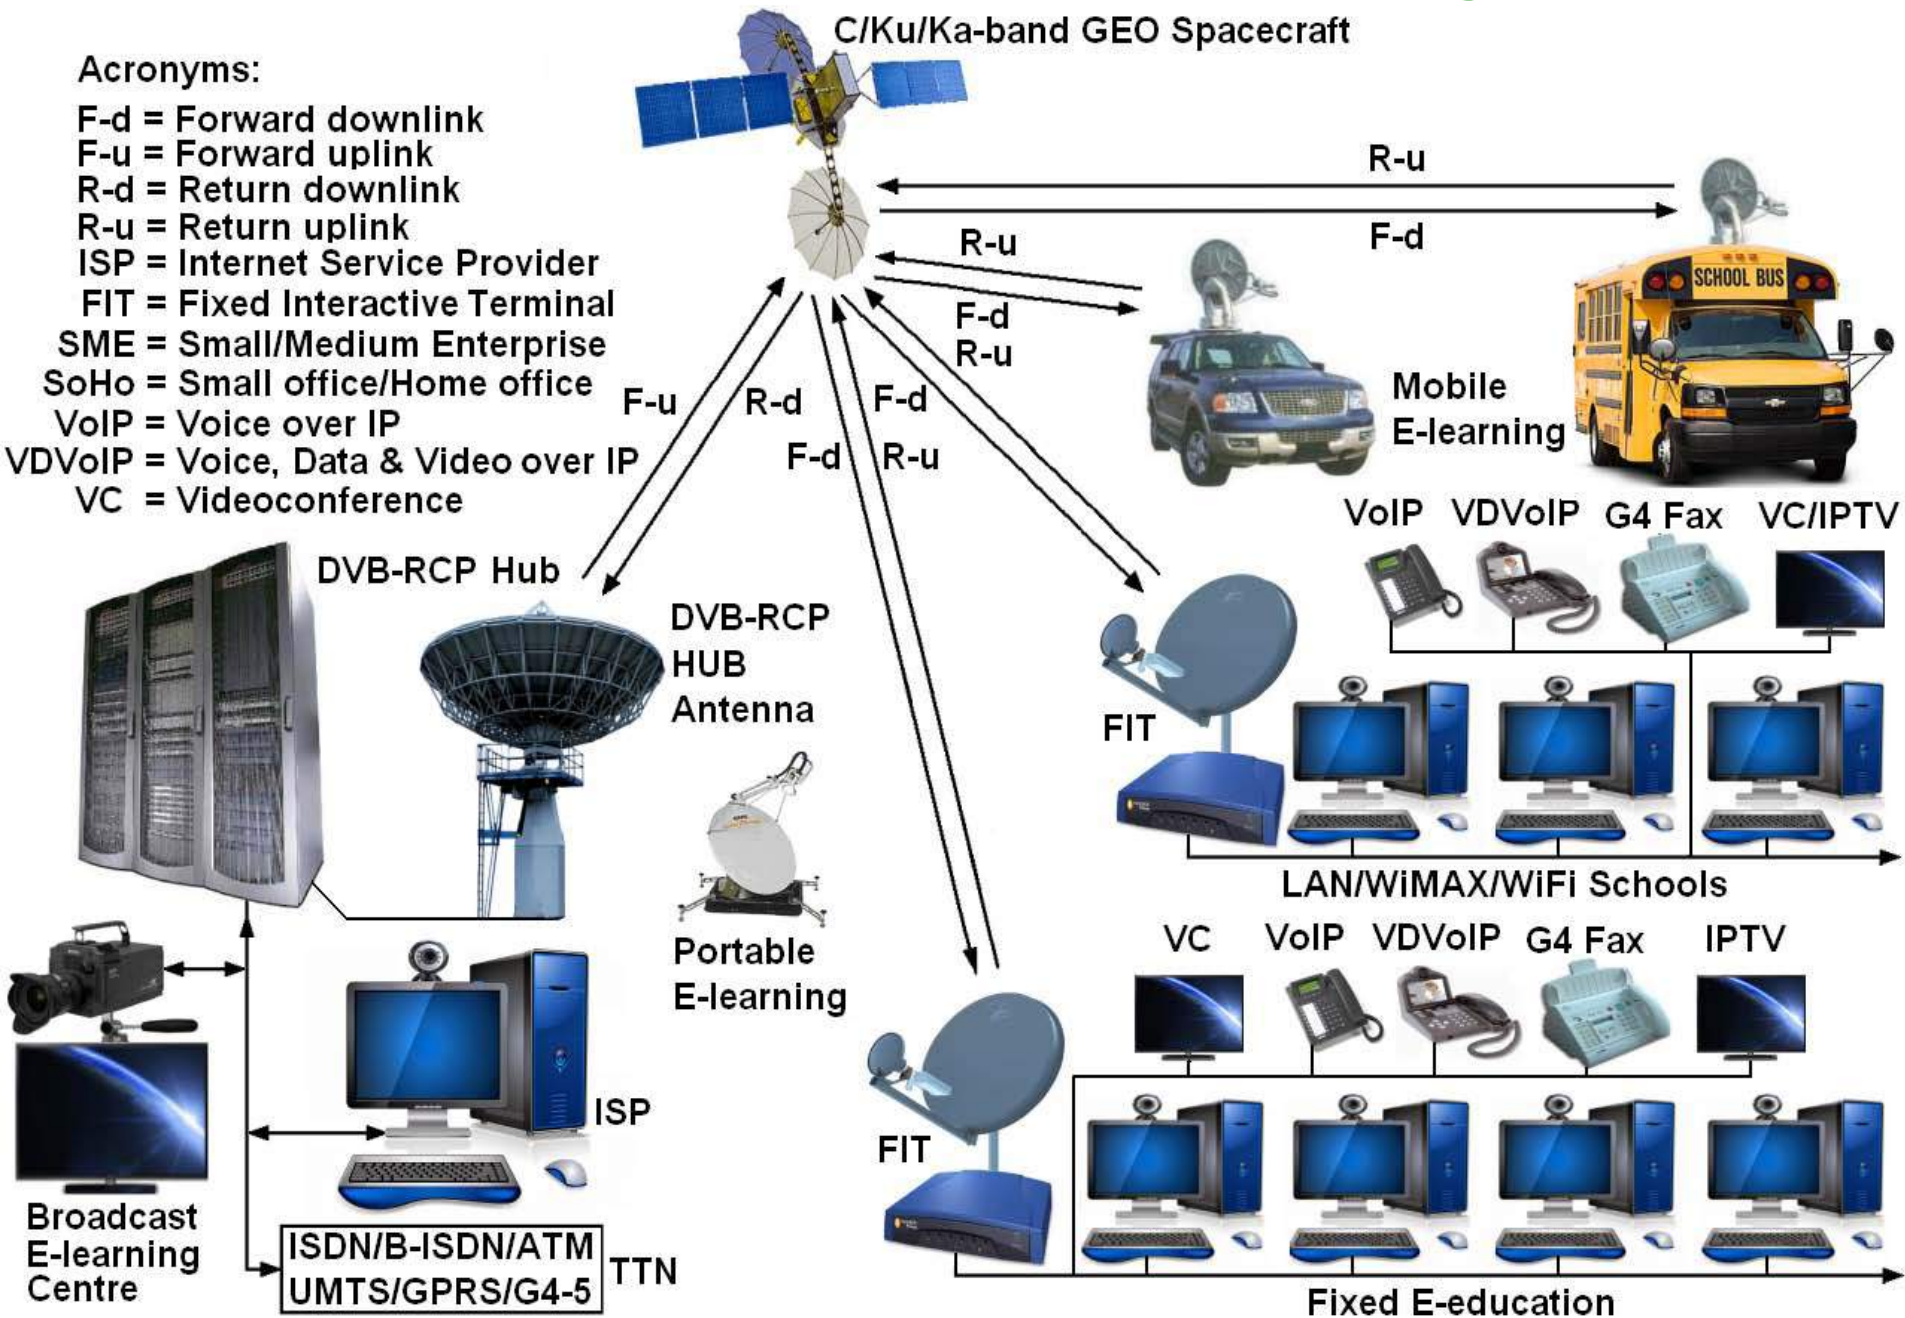 C/Ku/Ka-band GEO Spacecraft
Acronyms:
F-d = Forward downlink
F-u = Forward uplink
R-d = Return downlink
R-u = Return uplink
ISP = Internet Service Provider
FIT = Fixed Interactive Terminal
SME = Small/Medium Enterprise
SoHo = Small office/Home office
VoIP = Voice over IP
VDVoIP = Voice, Data & Video over IP
VC = Videoconference
R-u
F-d
R-u
F-d
R-u
F-u
R-d
F-d
F-d
R-u
SCHOOL BUS
Mobile
E-learning
VoIP VDVoIP G4 Fax VC/IPTV
DVB-RCP Hub
DVB-RCP
HUB
Antenna
FIT
LAN/WiMAX/WiFi Schools
Portable
E-learning
VC VoIP VDVoIP G4 Fax IPTV
ISP
FIT
Broadcast
E-learning
Centre
ISDN/B-ISDN/ATM
UMTS/GPRS/G4-5
TTN
Fixed E-education